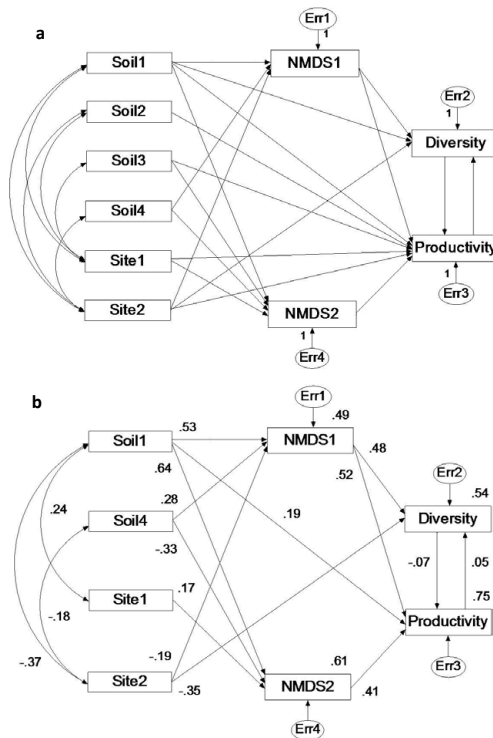 a
Err1
1
Soil1
NMDS1
Err2
1
Soil2
Diversity
Soil3
Soil4
Productivity
Site1
1
Err3
Site2
NMDS2
1
Err4
b
Err1
.53
.49
Soil1
NMDS1
.48
.64
.52
Err2
.54
.24
.28
.19
Diversity
Soil4
-.33
-.07
.05
-.18
.17
.75
Site1
Productivity
-.37
-.19
.61
Err3
Site2
NMDS2
-.35
.41
Err4